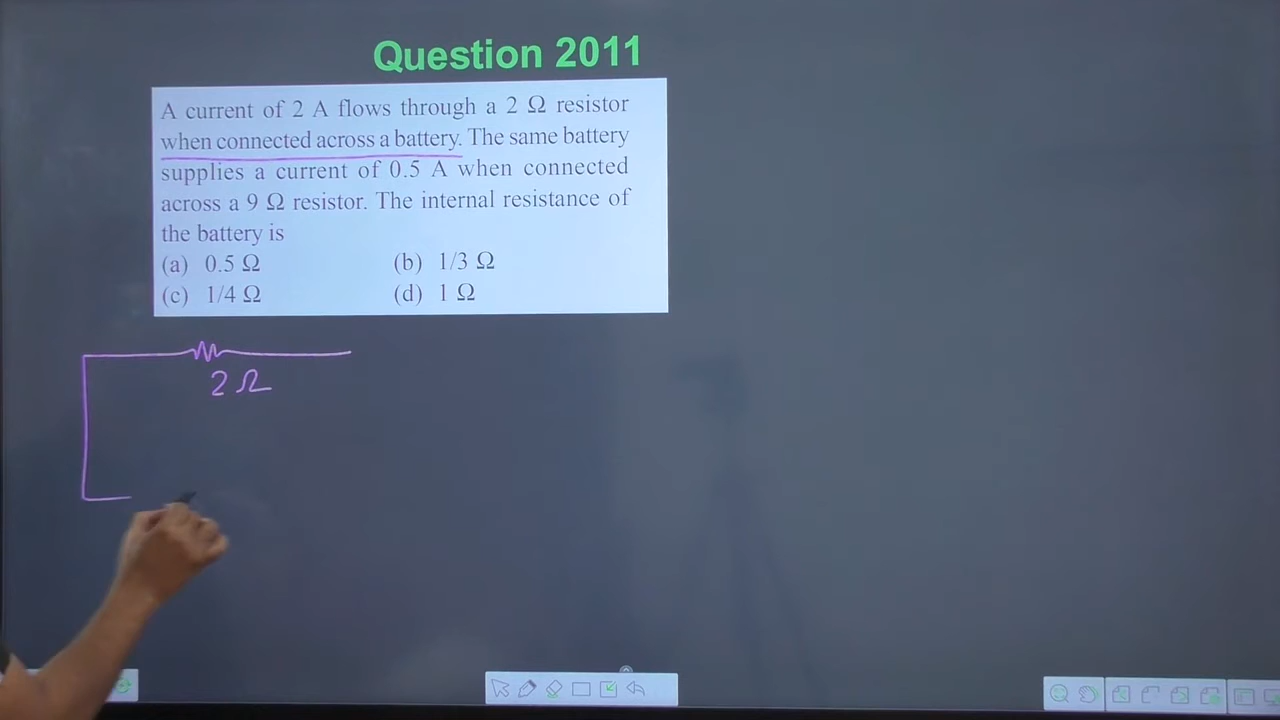 Question 2011
A current of 2 A flows through a 2 Ω resistor
when connected across a battery. The same battery
supplies a current of 0.5 A when connected
across a 9 Ω resistor. The internal resistance of
the battery is
(a) 0.5 Ω (b) 1/3 Ω
(c) 1/4 Ω (d) 1 Ω
2 Ω